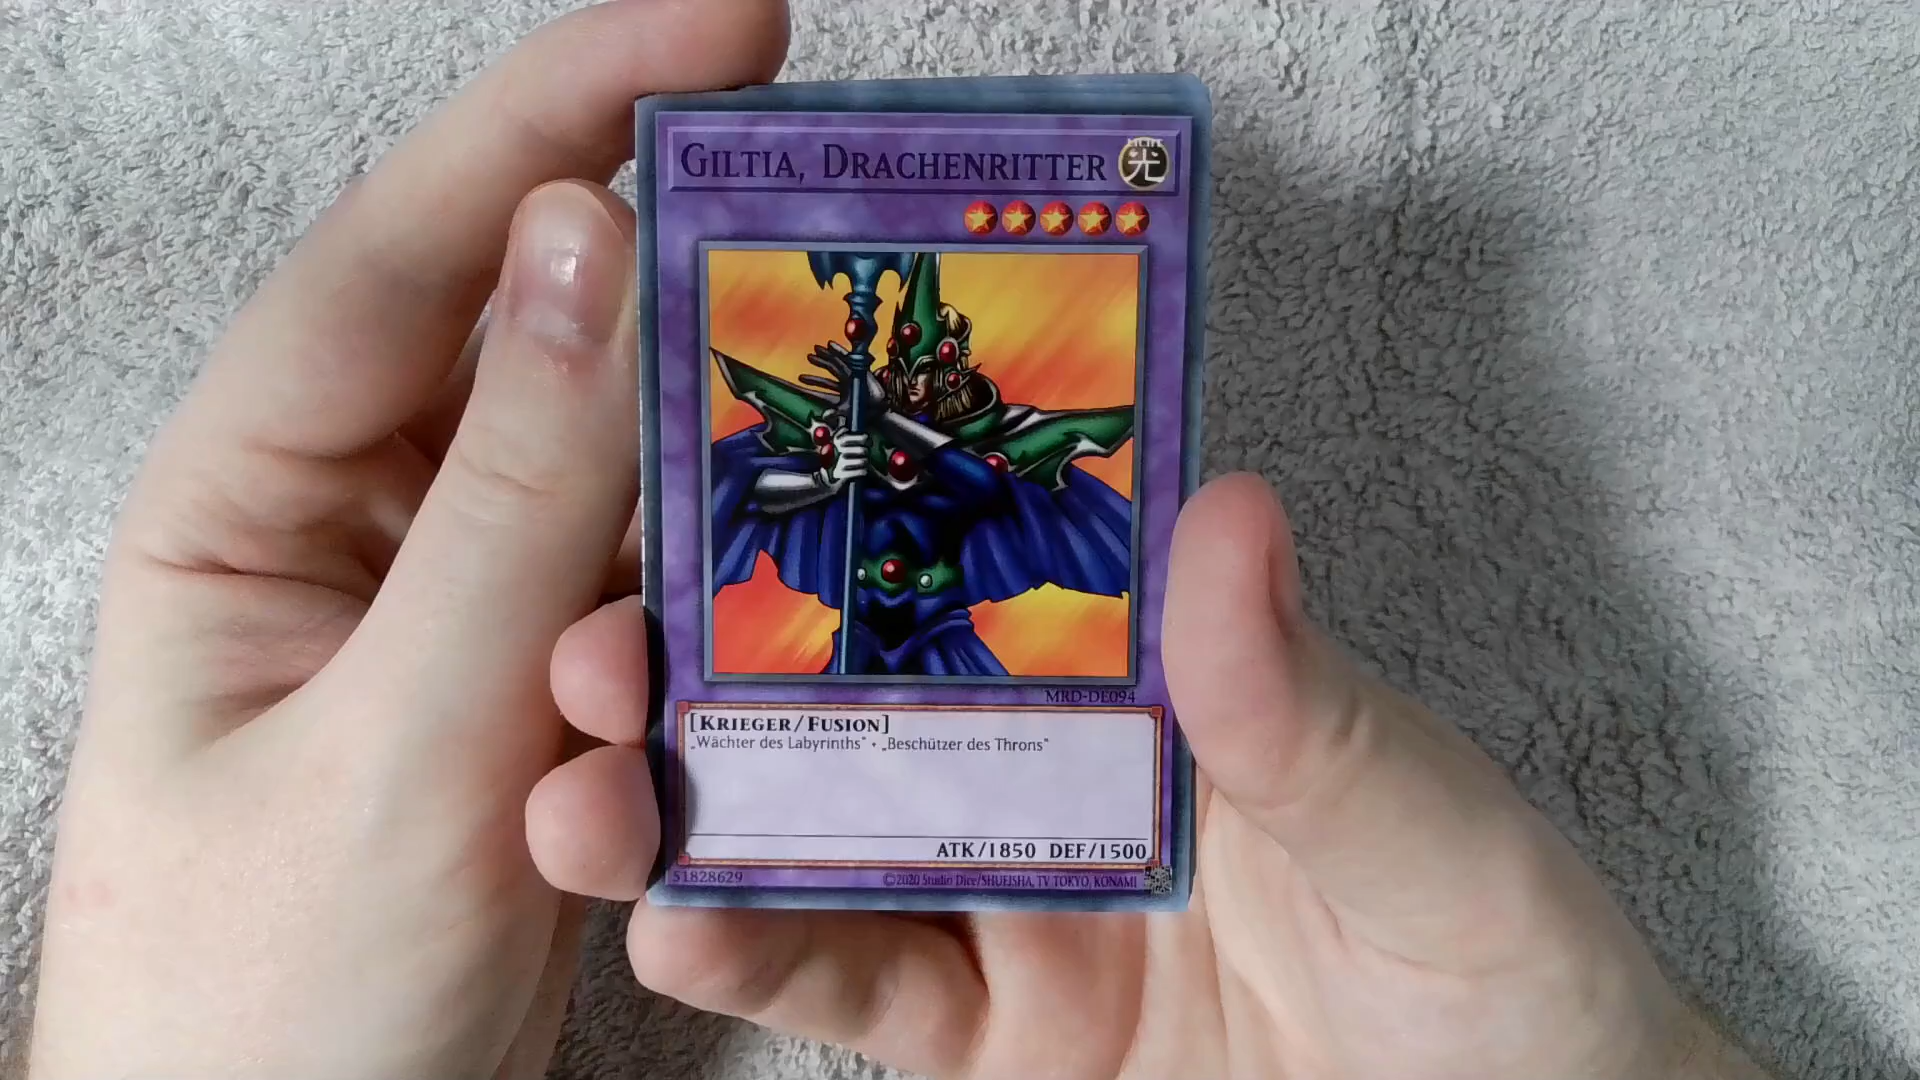 GILTIA, DRACHENRITTER
LICHT
光
MRD-DE094
[KRIEGER/FUSION]
„Wächter des Labyrinths" • „Beschützer des Throns"
ATK/1850 DEF/1500
51828629
©2020 Studio Dice/SHUEISHA, TV TOKYO, KONAMI